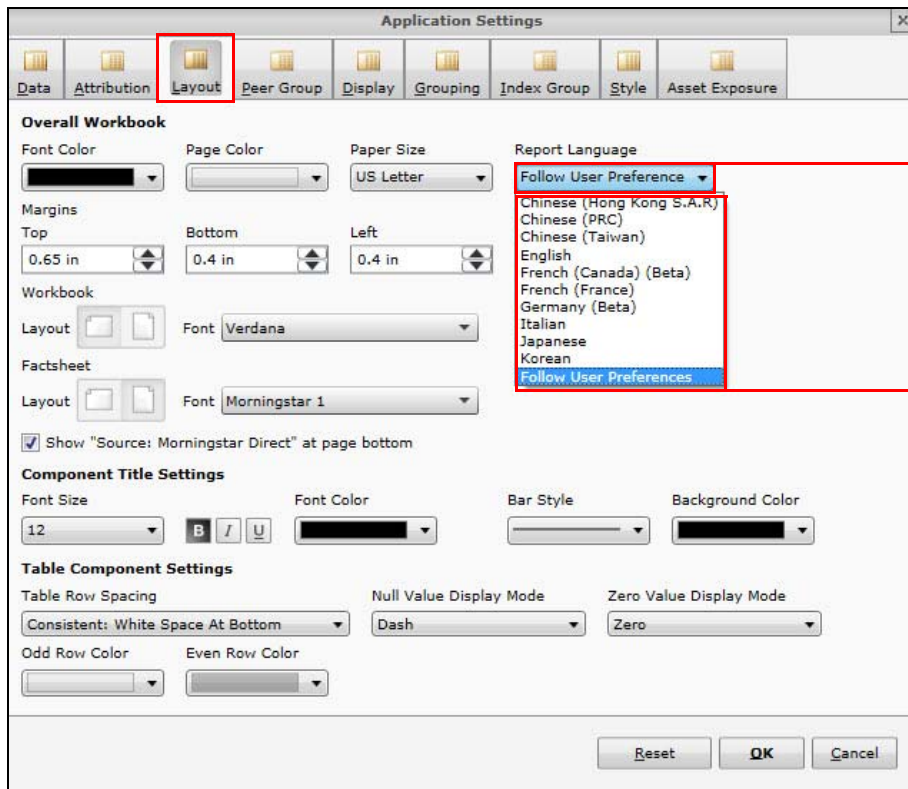 Application Settings
X
Data Attribution Layout Peer Group Display Grouping Index Group Style Asset Exposure
Overall Workbook
Font Color Page Color Paper Size Report Language
US Letter Follow User Preference
Margins
Top Bottom Left
0.65 in 0.4 in 0.4 in
Chinese (Hong Kong S.A.R)
Chinese (PRC)
Chinese (Taiwan)
English
French (Canada) (Beta)
French (France)
Germany (Beta)
Italian
Japanese
Korean
Follow User Preferences
Workbook
Layout Font Verdana
Factsheet
Layout Font Morningstar 1
Show "Source: Morningstar Direct" at page bottom
Component Title Settings
Font Size Font Color Bar Style Background Color
12 B I U
Table Component Settings
Table Row Spacing Null Value Display Mode Zero Value Display Mode
Consistent: White Space At Bottom Dash Zero
Odd Row Color Even Row Color
Reset OK Cancel